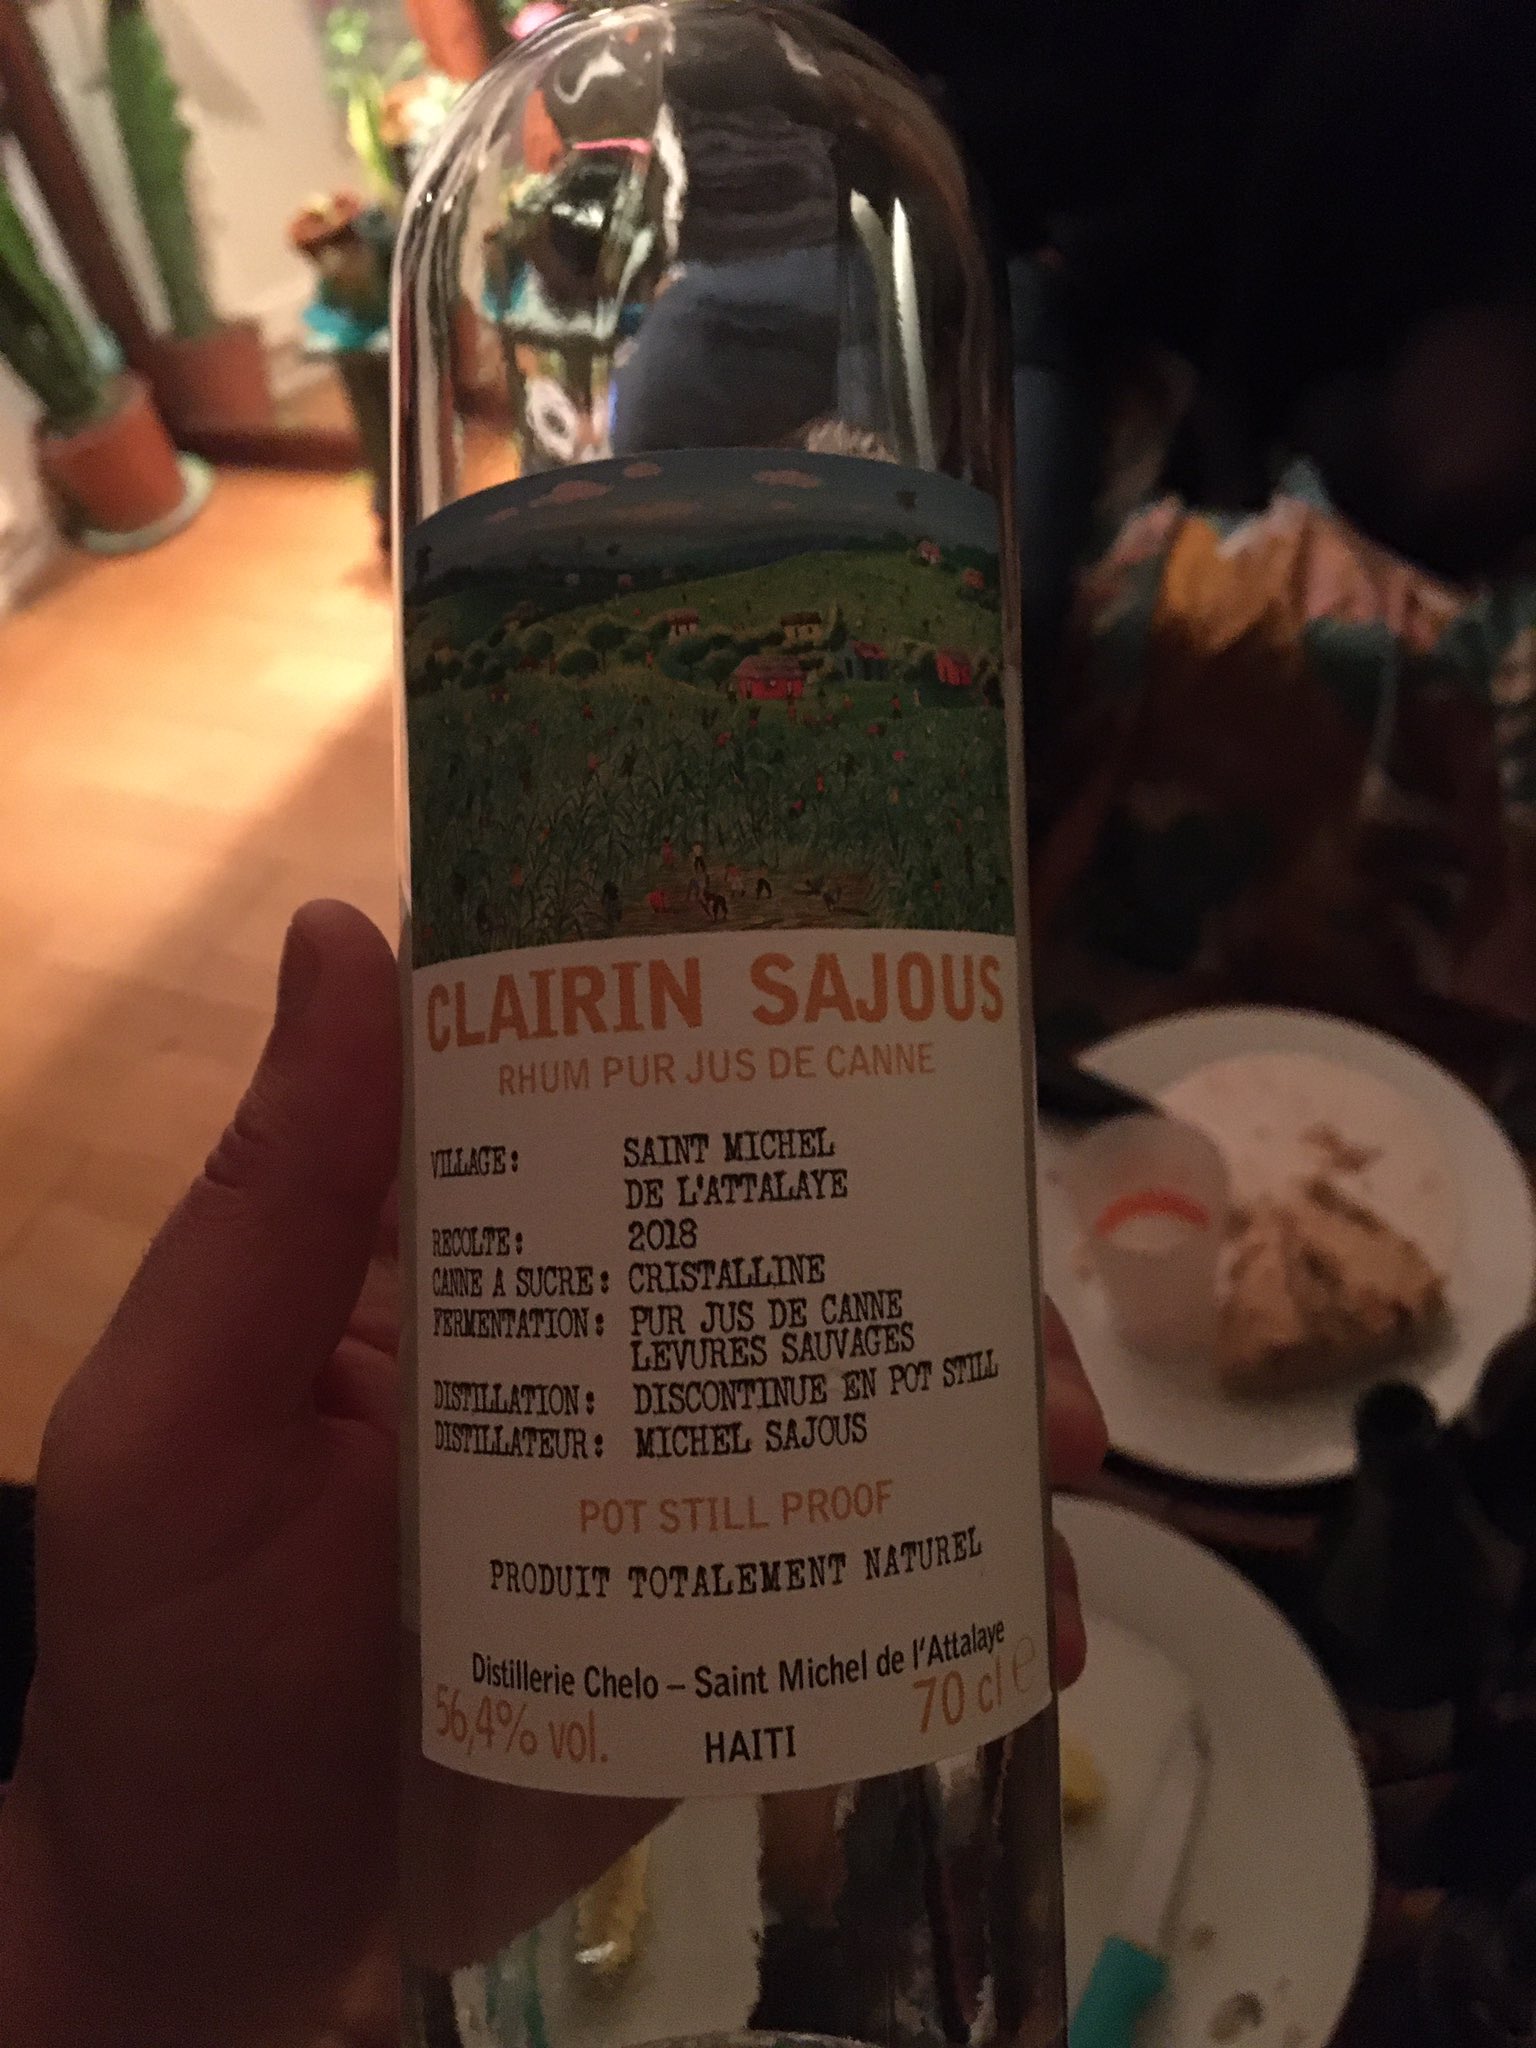 CLAIRIN SAJOUS
RHUM PUR JUS DE CANNE
VILLAGE: SAINT MICHEL
DE L'ATTALAYE
RECOLTE: 2018
CANNE A SUCRE: CRISTALLINE
FERMENTATION: PUR JUS DE CANNE
LEVURES SAUVAGES
DISTILLATION: DISCONTINUE EN POT STILL
DISTILLATEUR: MICHEL SAJOUS
POT STILL PROOF
PRODUIT TOTALEMENT NATUREL
Distillerie Chelo – Saint Michel de l'Attalaye
56,4% vol. HAITI 70 cl e